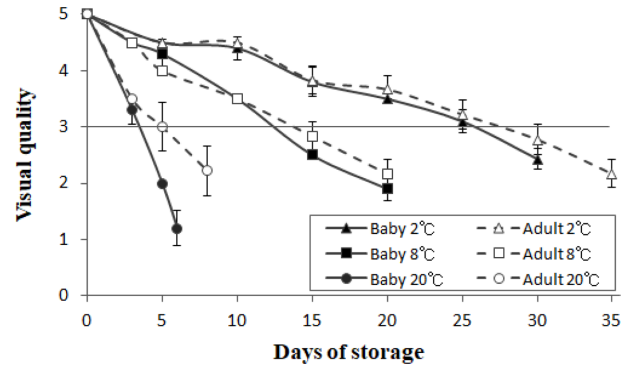 5
4
3
2
1
0
Visual quality
0 5 10 15 20 25 30 35
Days of storage
Baby 2℃ Adult 2℃
Baby 8℃ Adult 8℃
Baby 20℃ Adult 20℃